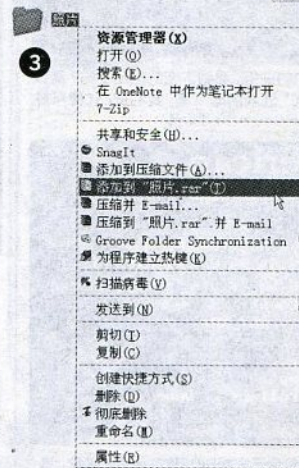 照片
3
资源管理器(X)
打开(O)
搜索(E)...
在 OneNote 中作为笔记本打开
7-Zip
共享和安全(H)...
SnagIt
添加到压缩文件(A)...
添加到 "照片.rar"(T)
压缩并 E-mail...
压缩到 "照片.rar" 并 E-mail
Groove Folder Synchronization
为程序建立热键(K)
扫描病毒(V)
发送到(N)
剪切(T)
复制(C)
创建快捷方式(S)
删除(D)
彻底删除
重命名(M)
属性(R)